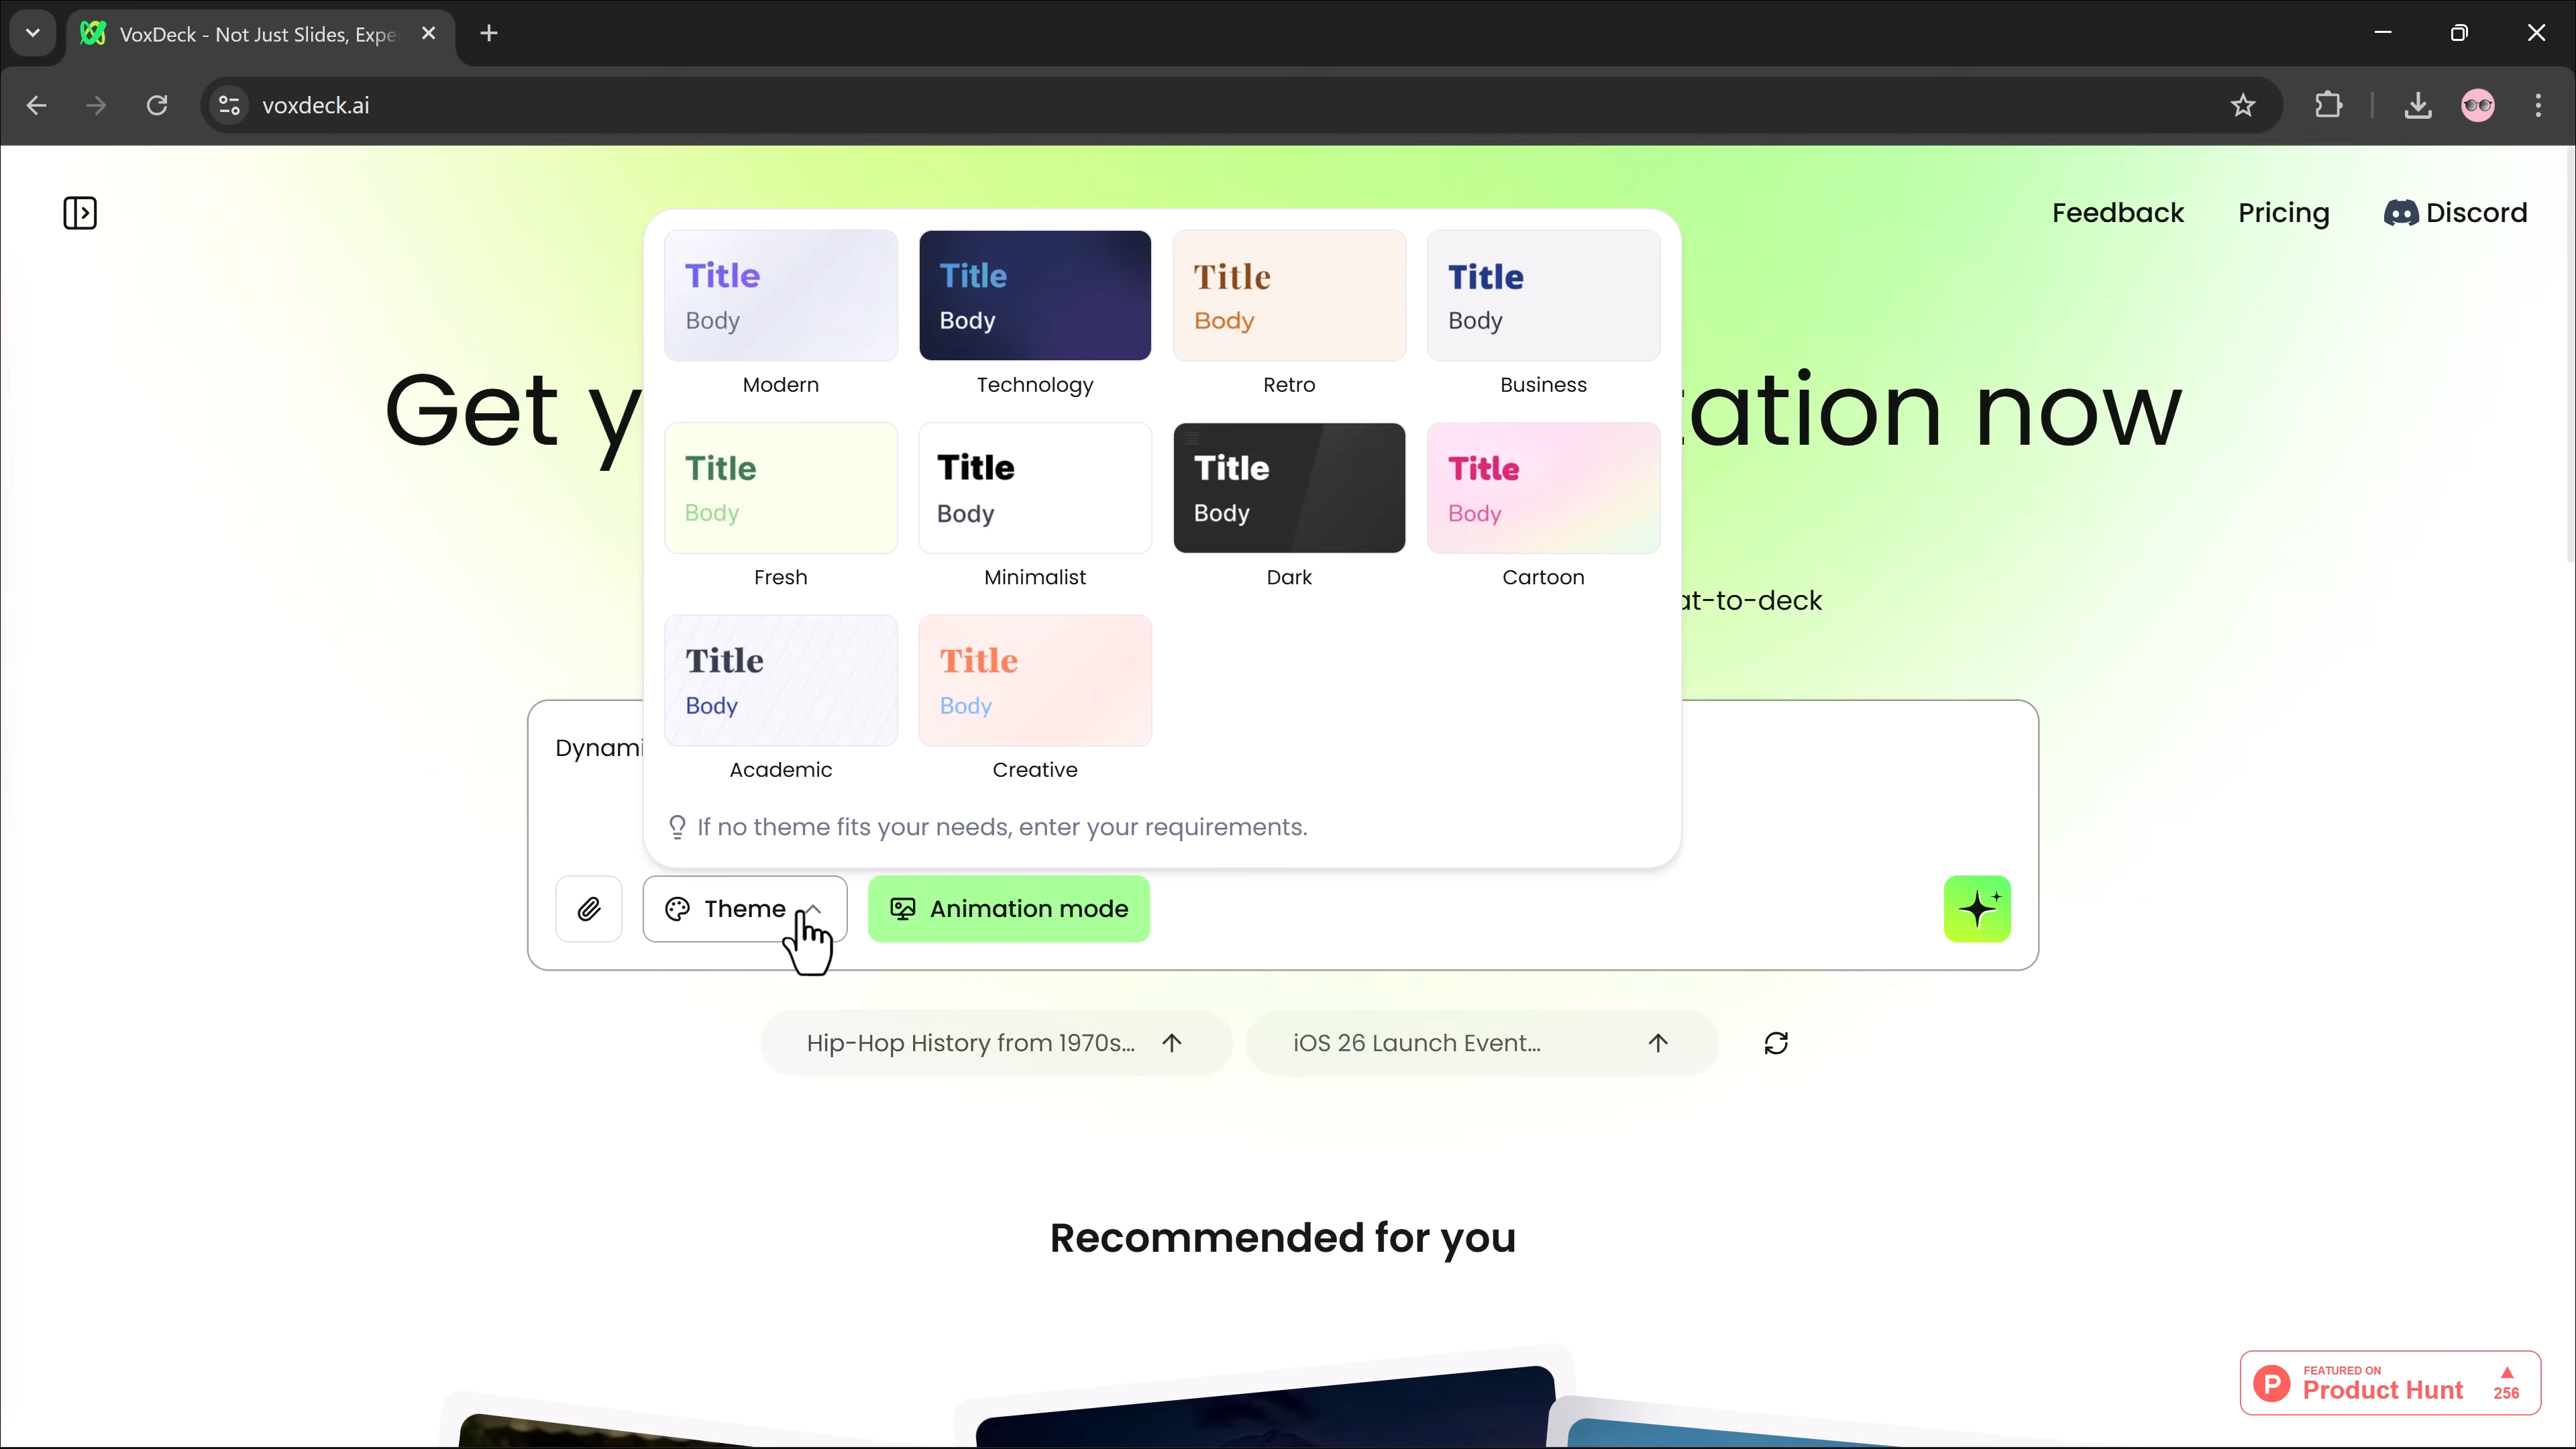 VoxDeck - Not Just Slides, Expe
voxdeck.ai
Feedback
Pricing
Discord
Title
Body
Modern
Title
Body
Technology
Title
Body
Retro
Title
Body
Business
Get y
tation now
Title
Body
Fresh
Title
Body
Minimalist
Title
Body
Dark
Title
Body
Cartoon
at-to-deck
Title
Body
Academic
Title
Body
Creative
Dynami
If no theme fits your needs, enter your requirements.
Theme
Animation mode
Hip-Hop History from 1970s...
iOS 26 Launch Event...
Recommended for you
P
FEATURED ON
Product Hunt
256